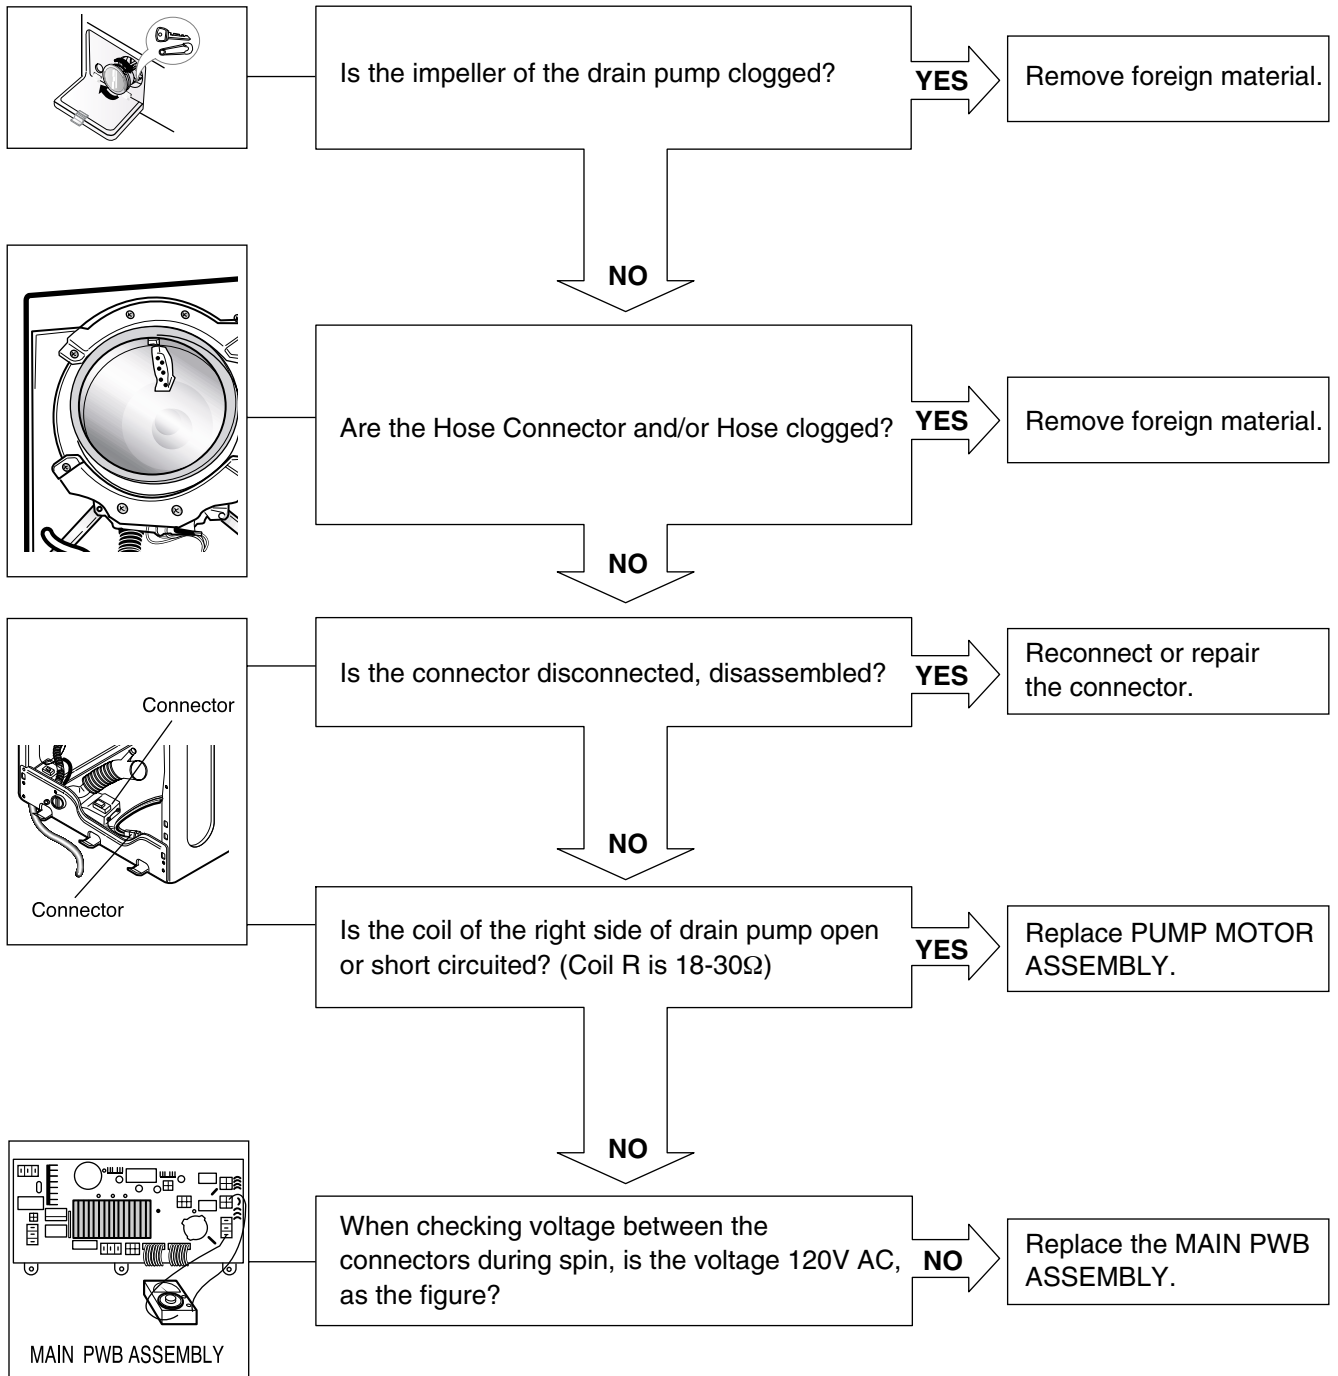 Is the impeller of the drain pump clogged?
YES
Remove foreign material.
NO
Are the Hose Connector and/or Hose clogged?
YES
Remove foreign material.
NO
Is the connector disconnected, disassembled?
YES
Reconnect or repair
the connector.
Connector
Connector
NO
Is the coil of the right side of drain pump open
or short circuited? (Coil R is 18-30Ω)
YES
Replace PUMP MOTOR
ASSEMBLY.
NO
When checking voltage between the
connectors during spin, is the voltage 120V AC,
as the figure?
NO
Replace the MAIN PWB
ASSEMBLY.
MAIN PWB ASSEMBLY